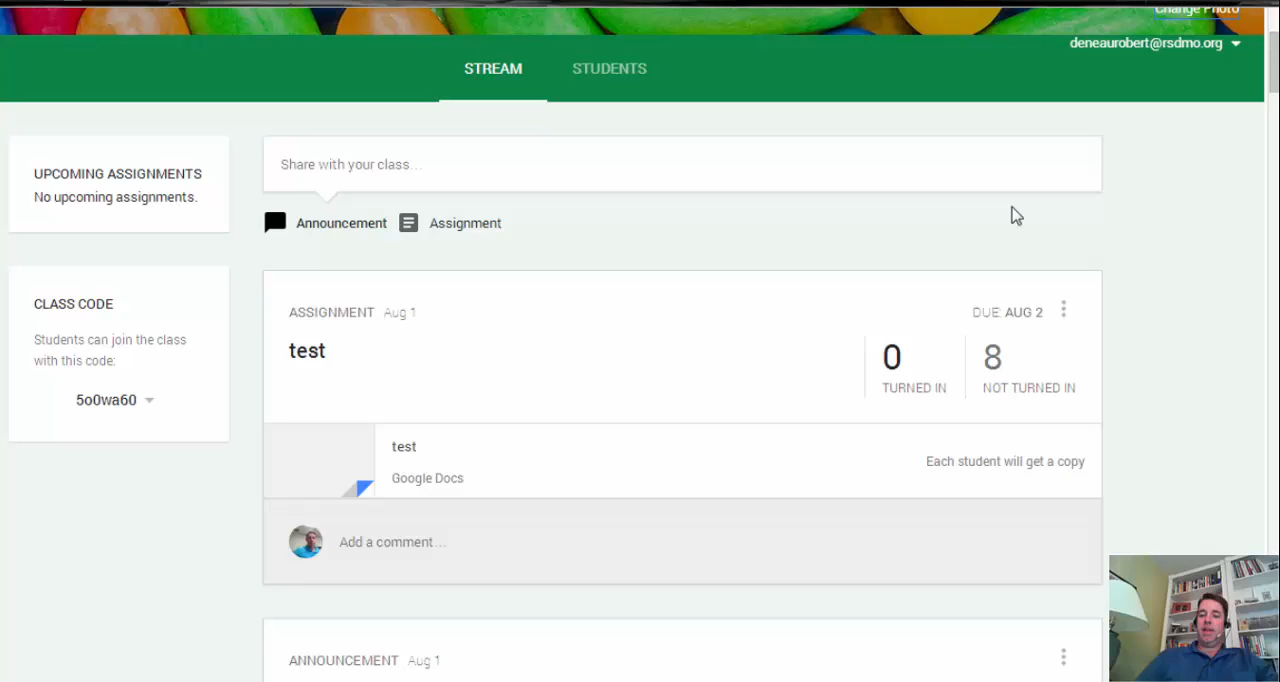 Change Photo
deneaurobert@rsdmo.org
STREAM STUDENTS
UPCOMING ASSIGNMENTS
No upcoming assignments.
Share with your class...
Announcement Assignment
CLASS CODE
Students can join the class
with this code:
5o0wa60
ASSIGNMENT Aug 1
DUE: AUG 2
test
0
TURNED IN
8
NOT TURNED IN
test
Google Docs
Each student will get a copy
Add a comment...
ANNOUNCEMENT Aug 1